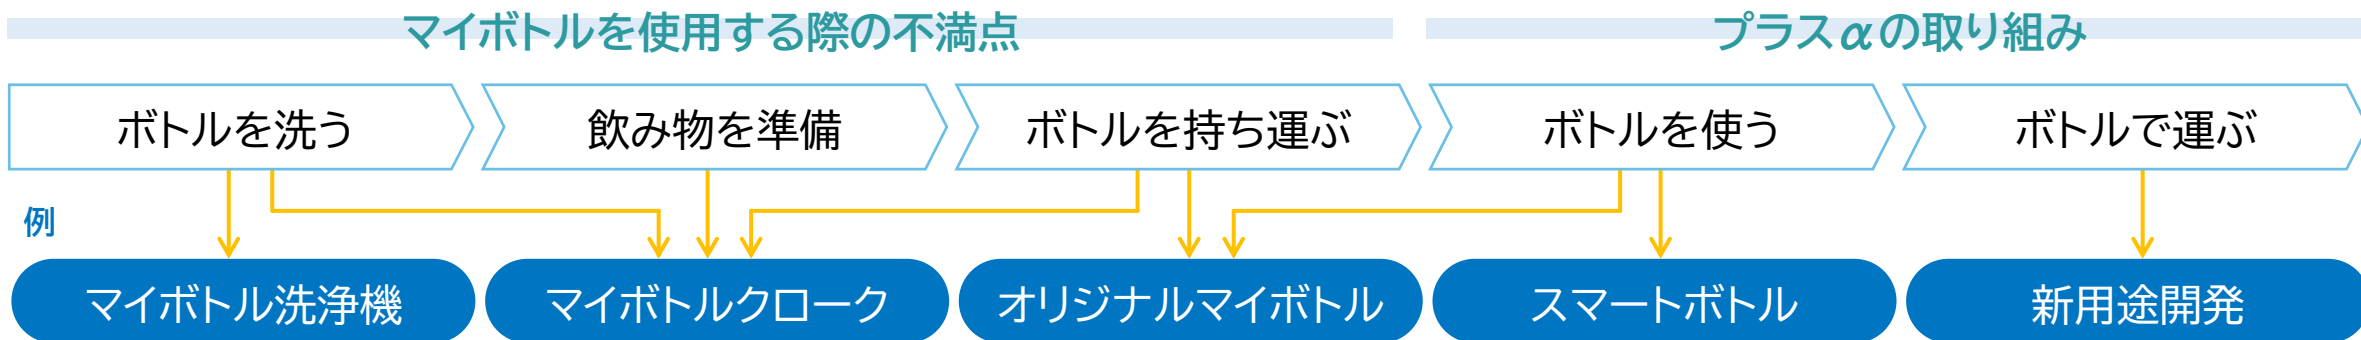 マイボトルを使用する際の不満点
プラスαの取り組み
ボトルを洗う
飲み物を準備
ボトルを持ち運ぶ
ボトルを使う
ボトルで運ぶ
例
マイボトル洗浄機
マイボトルクローク
オリジナルマイボトル
スマートボトル
新用途開発